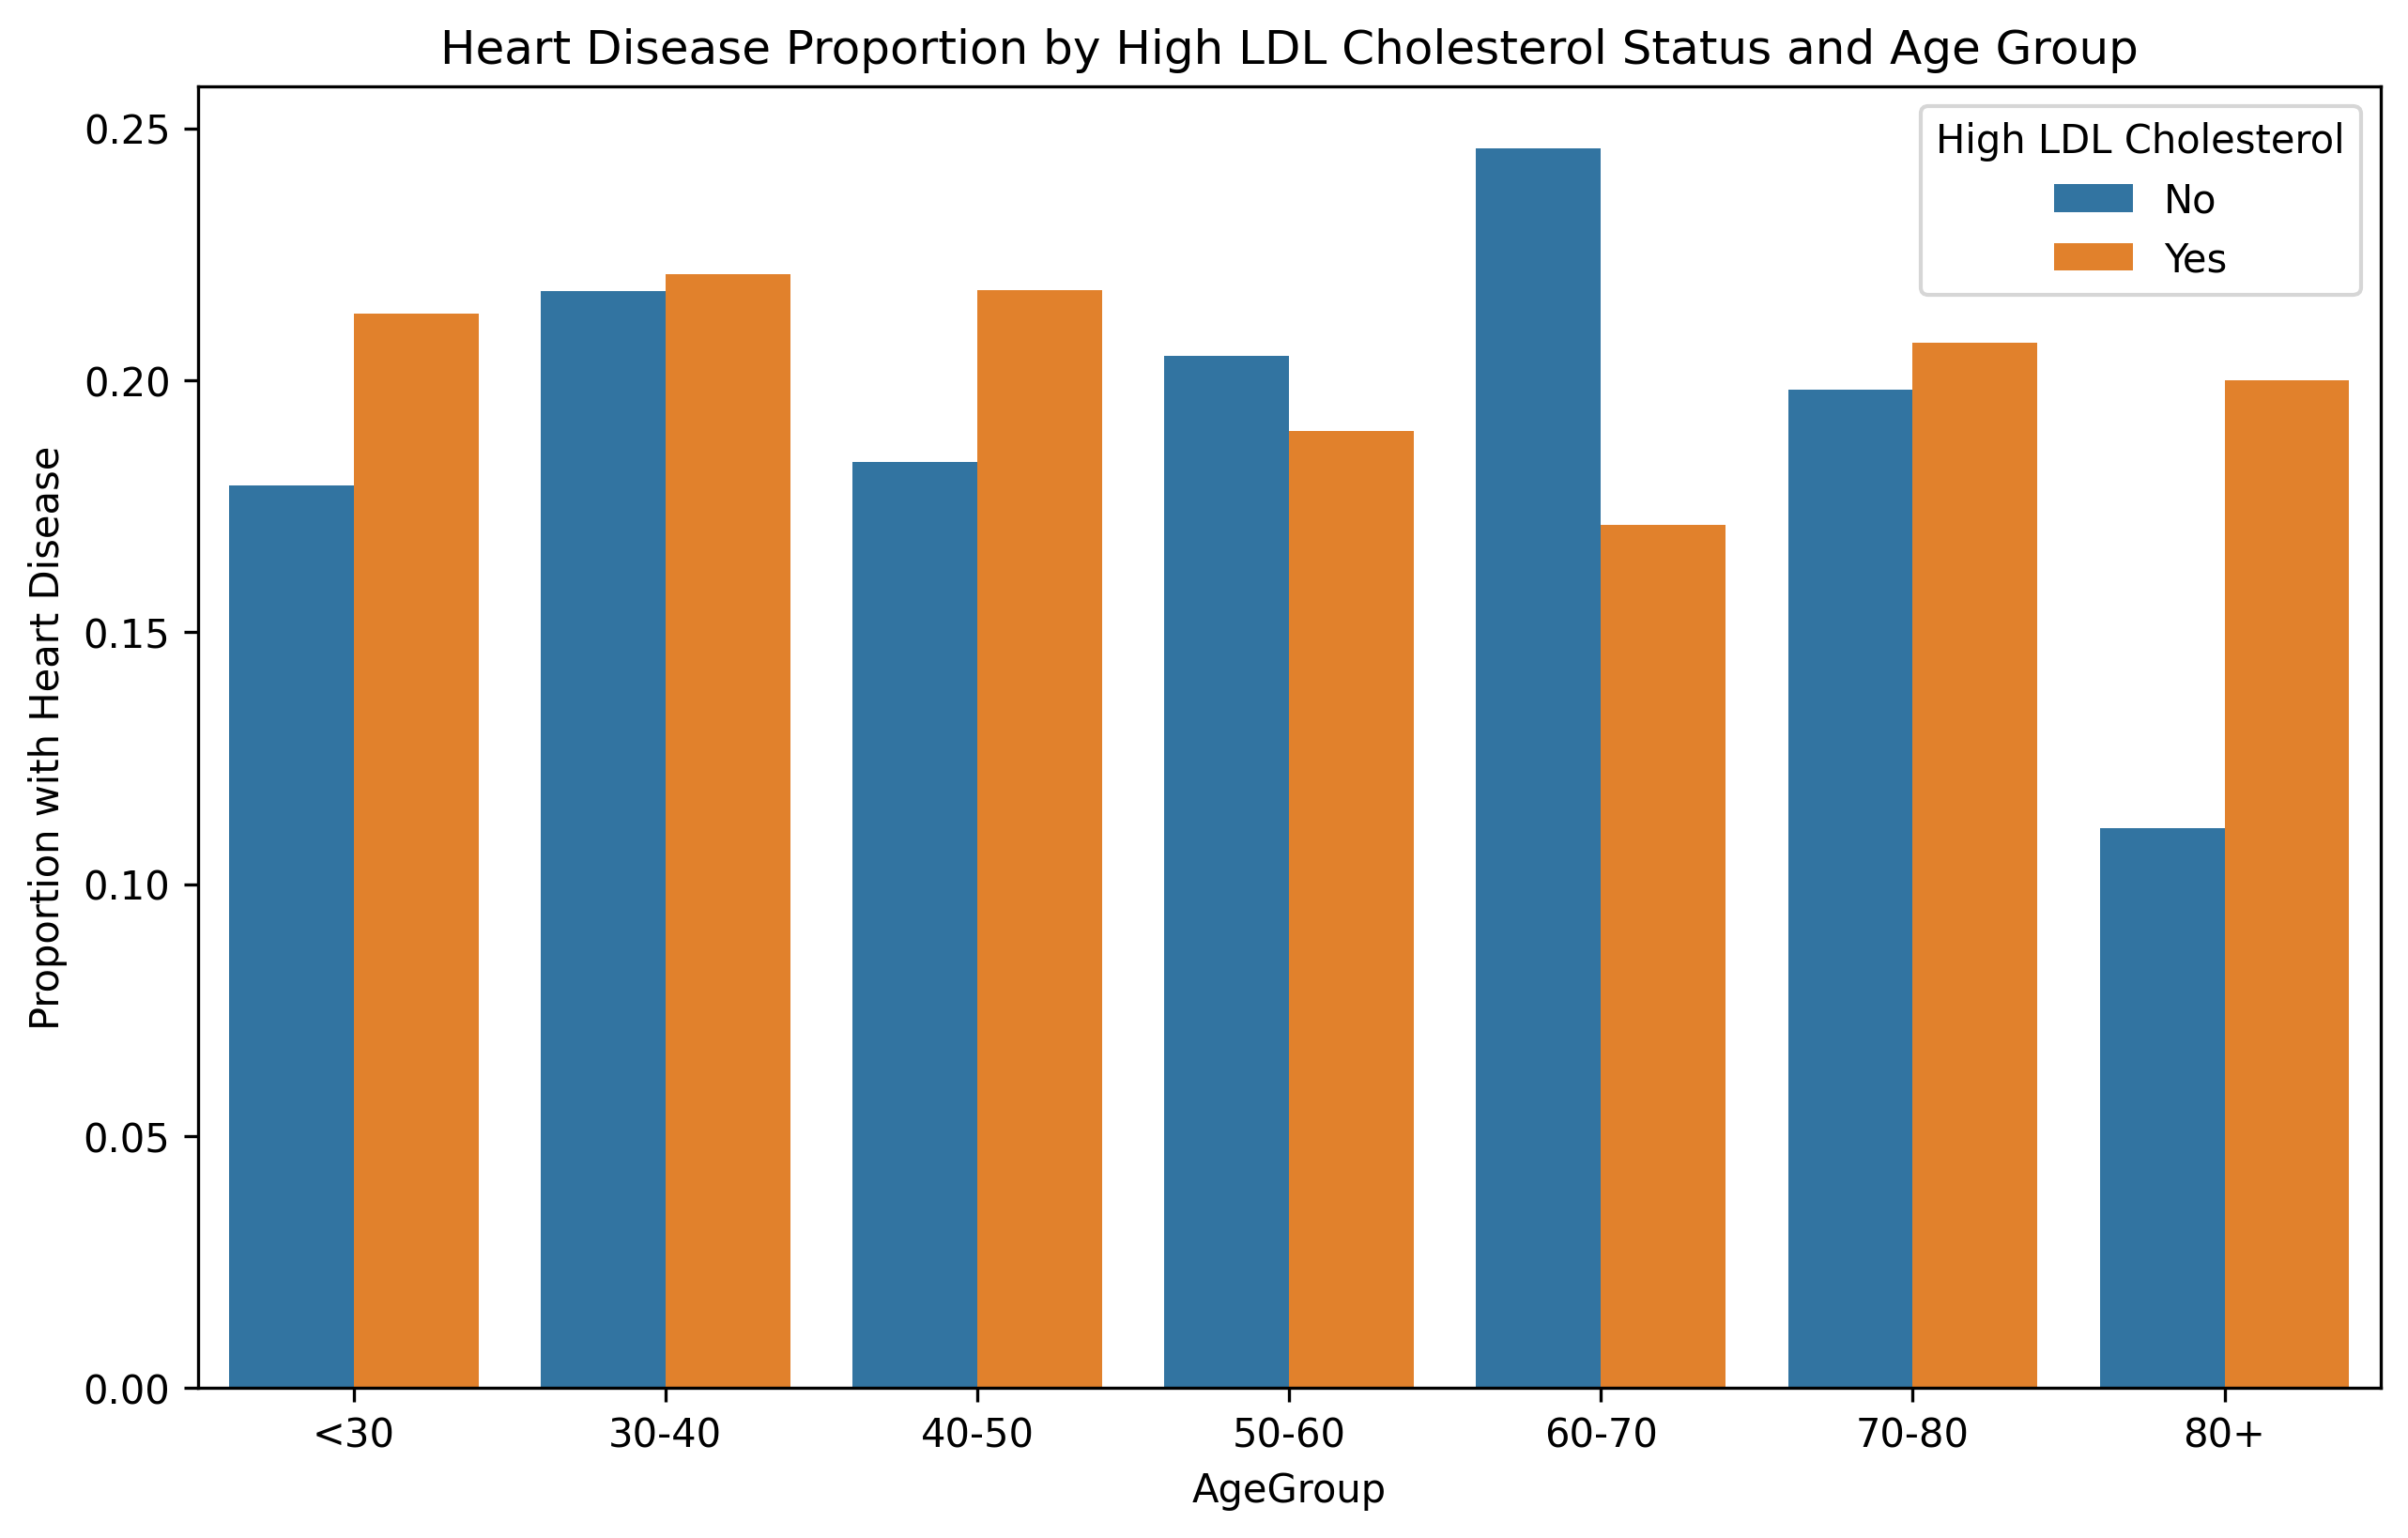 Heart Disease Proportion by High LDL Cholesterol Status and Age Group
High LDL Cholesterol
No
Yes
Proportion with Heart Disease
0.25
0.20
0.15
0.10
0.05
0.00
<30 30-40 40-50 50-60 60-70 70-80 80+
AgeGroup